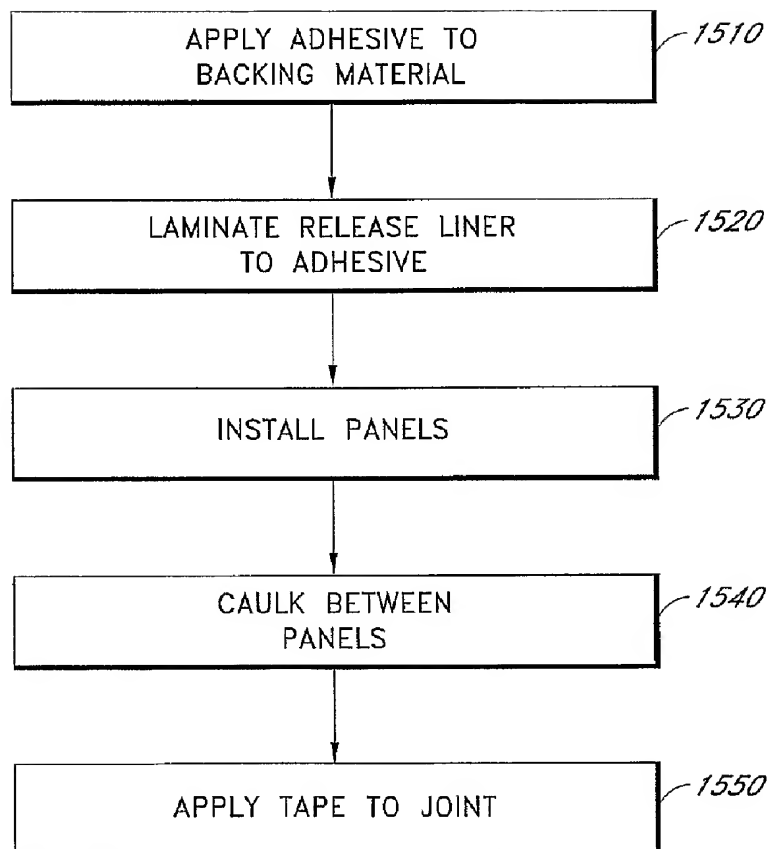 APPLY ADHESIVE TO
BACKING MATERIAL
1510
LAMINATE RELEASE LINER
TO ADHESIVE
1520
INSTALL PANELS
1530
CAULK BETWEEN
PANELS
1540
APPLY TAPE TO JOINT
1550